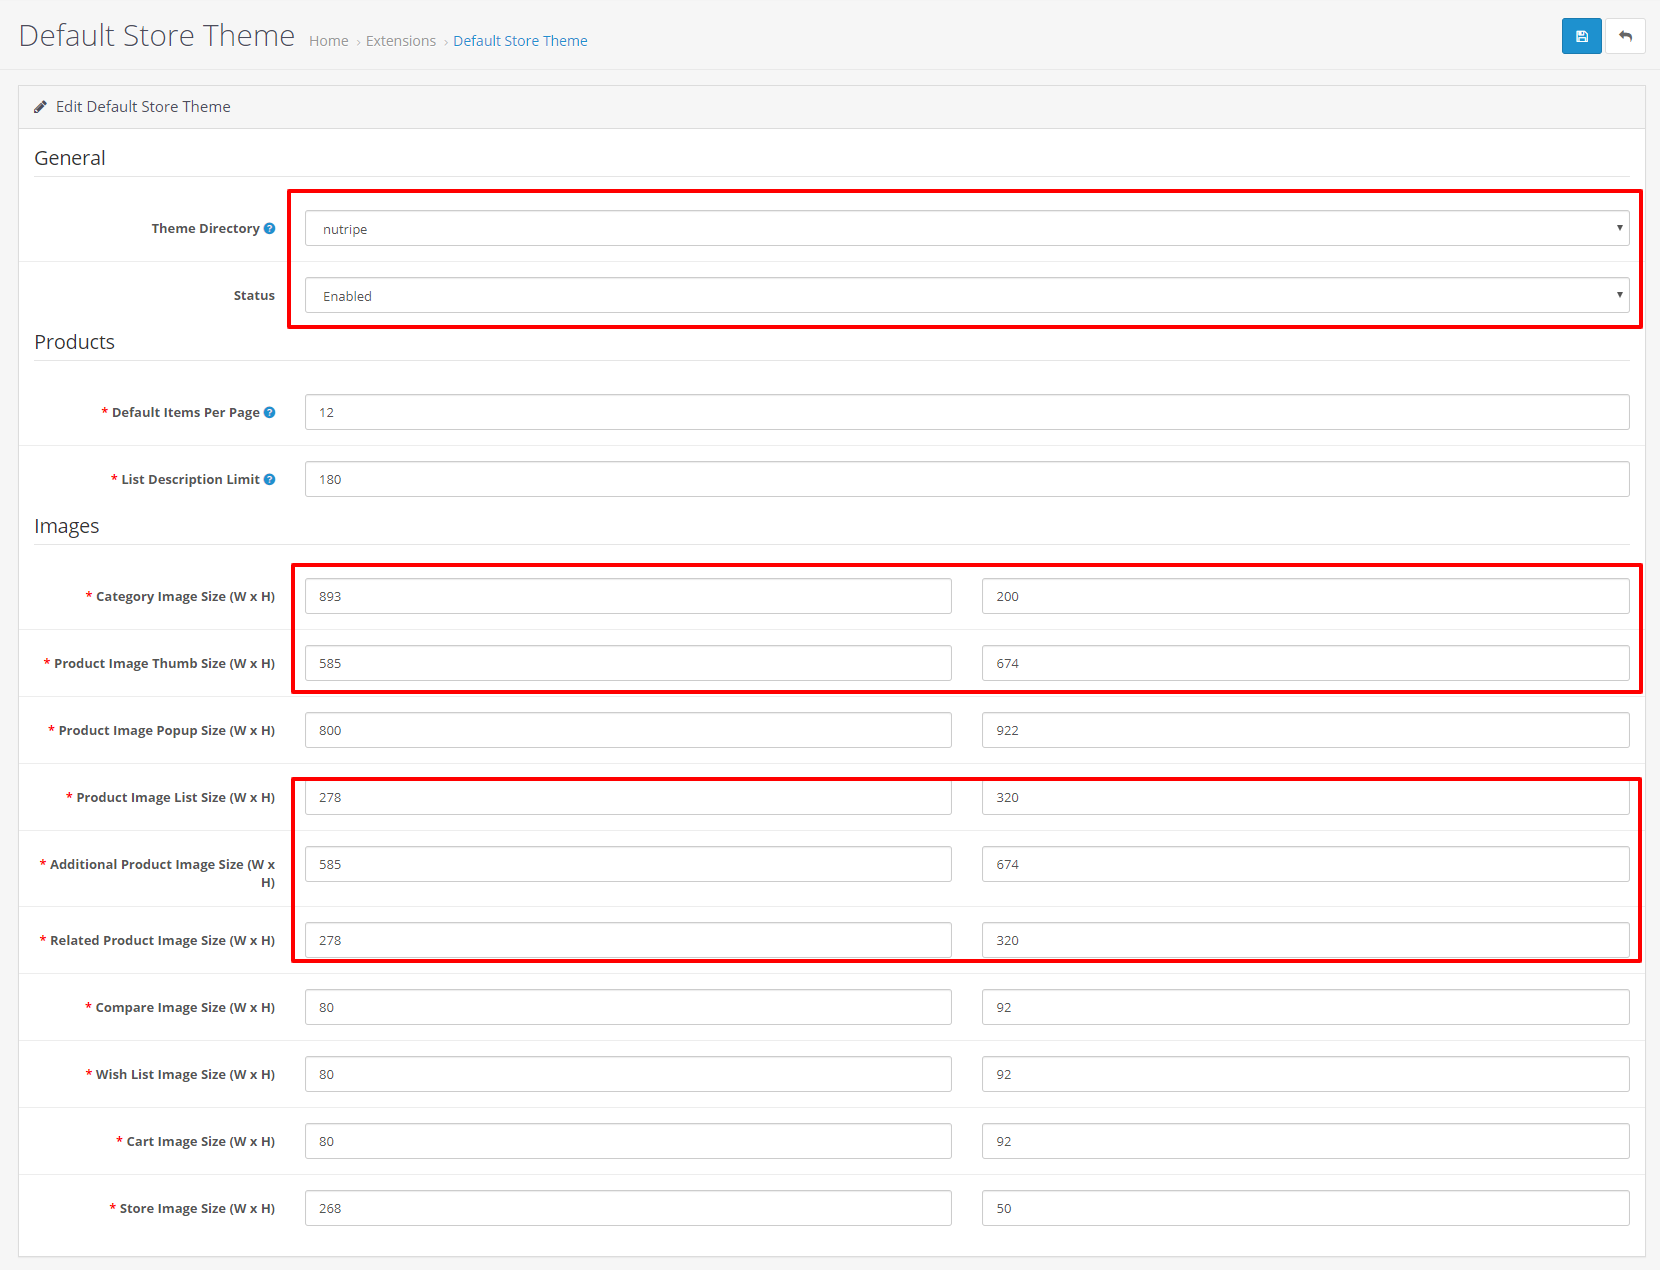 Default Store Theme Home › Extensions › Default Store Theme
Edit Default Store Theme
General
Theme Directory ? nutripe
Status Enabled
Products
* Default Items Per Page ? 12
* List Description Limit ? 180
Images
* Category Image Size (W x H) 893 200
* Product Image Thumb Size (W x H) 585 674
* Product Image Popup Size (W x H) 800 922
* Product Image List Size (W x H) 278 320
* Additional Product Image Size (W x
H) 585 674
* Related Product Image Size (W x H) 278 320
* Compare Image Size (W x H) 80 92
* Wish List Image Size (W x H) 80 92
* Cart Image Size (W x H) 80 92
* Store Image Size (W x H) 268 50